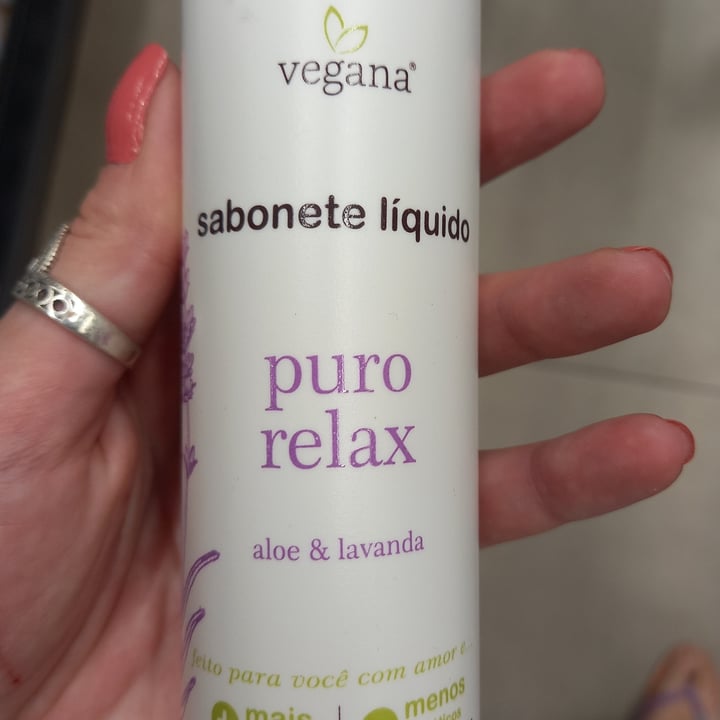 vegana®
sabonete líquido
puro
relax
aloe & lavanda
feito para você com amor e...
mais
menos